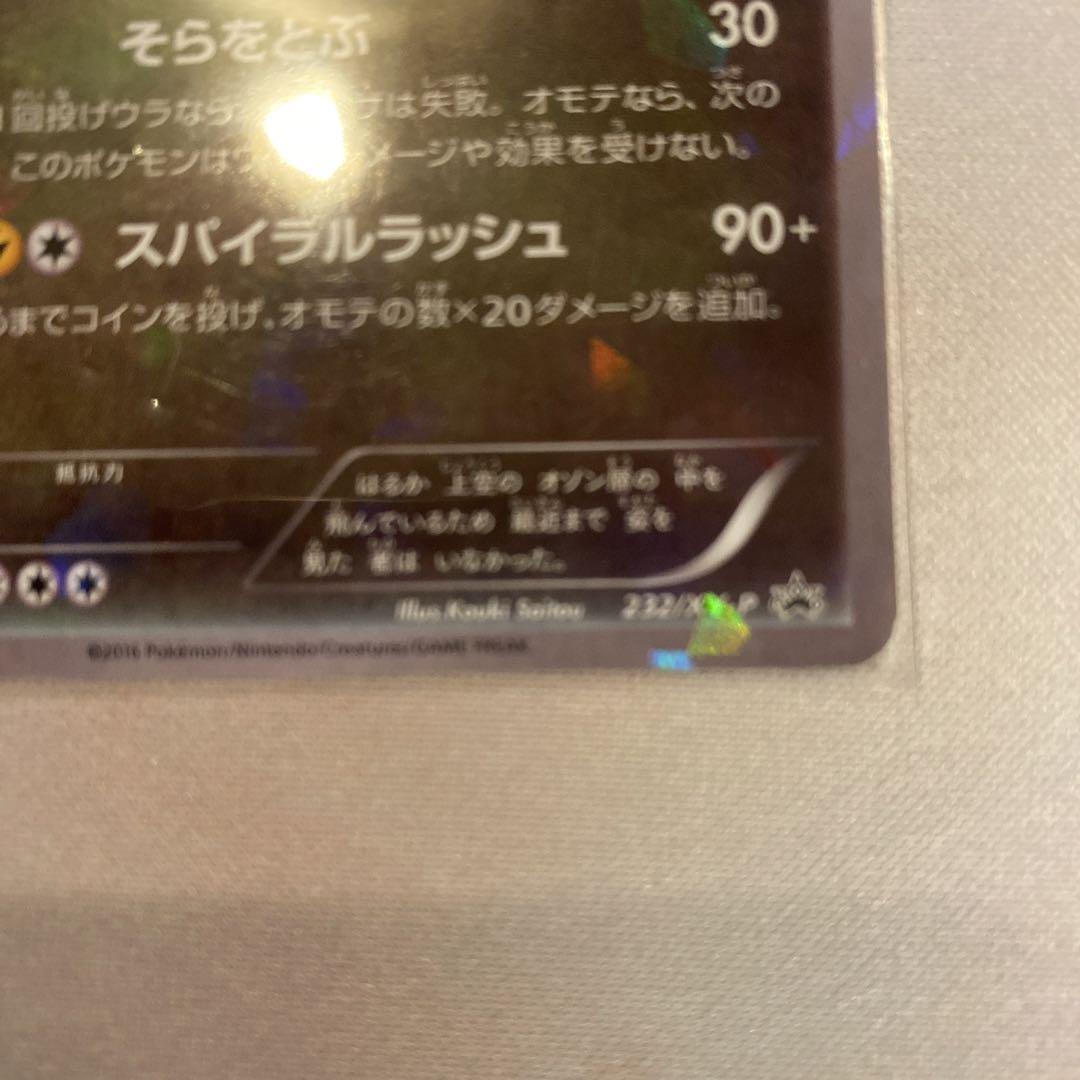 そらをとぶ 30
回投げウラなら は失敗。オモテなら、次の
このポケモンはワ メージや効果を受けない。
スパイラルラッシュ 90+
までコインを投げ、オモテの数×20ダメージを追加。
抵抗力
はるか 上空の オゾン層の 中を
飛んでいるため 最近まで 姿を
見た 者は いなかった。
Illus.Kouki Saitou 232/XY-P
©2016 Pokémon/Nintendo/Creatures/GAME FREAK